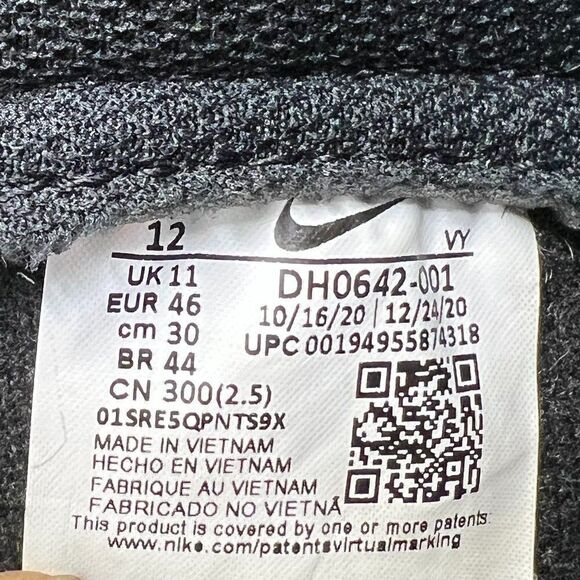 12
VY
UK 11
DH0642-001
EUR 46
10/16/20 | 12/24/20
cm 30
UPC 00194955874318
BR 44
CN 300(2.5)
01SRE5QPNTS9X
MADE IN VIETNAM
HECHO EN VIETNAM
FABRIQUE AU VIETNAM
FABRICADO NO VIETNÃ
This product is covered by one or more patents.
www.nike.com/patentsvirtualmarking